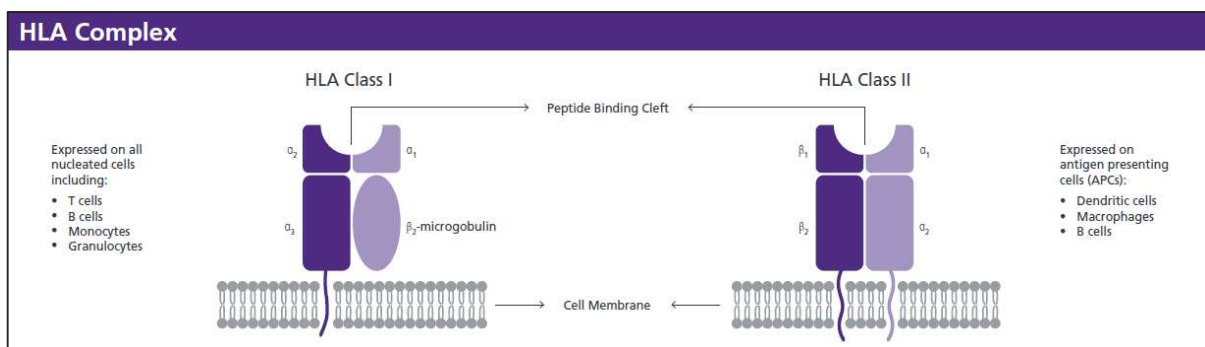 HLA Complex
HLA Class I
HLA Class II
Peptide Binding Cleft
Expressed on all
nucleated cells
including:
• T cells
• B cells
• Monocytes
• Granulocytes
α₂
α₁
α₃
β₂-microgobulin
β₁
α₁
β₂
α₂
Expressed on
antigen presenting
cells (APCs):
• Dendritic cells
• Macrophages
• B cells
Cell Membrane